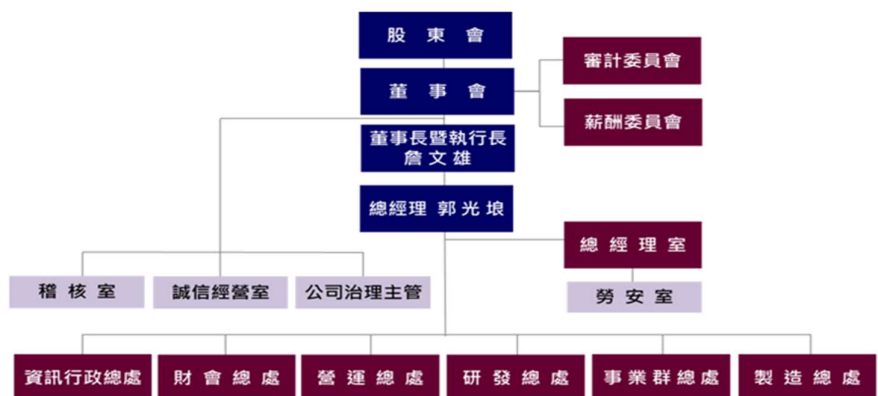 股東會
審計委員會
董事會
薪酬委員會
董事長暨執行長
詹文雄
總經理 郭光埌
總經理室
稽核室
誠信經營室
公司治理主管
勞安室
資訊行政總處
財會總處
營運總處
研發總處
事業群總處
製造總處